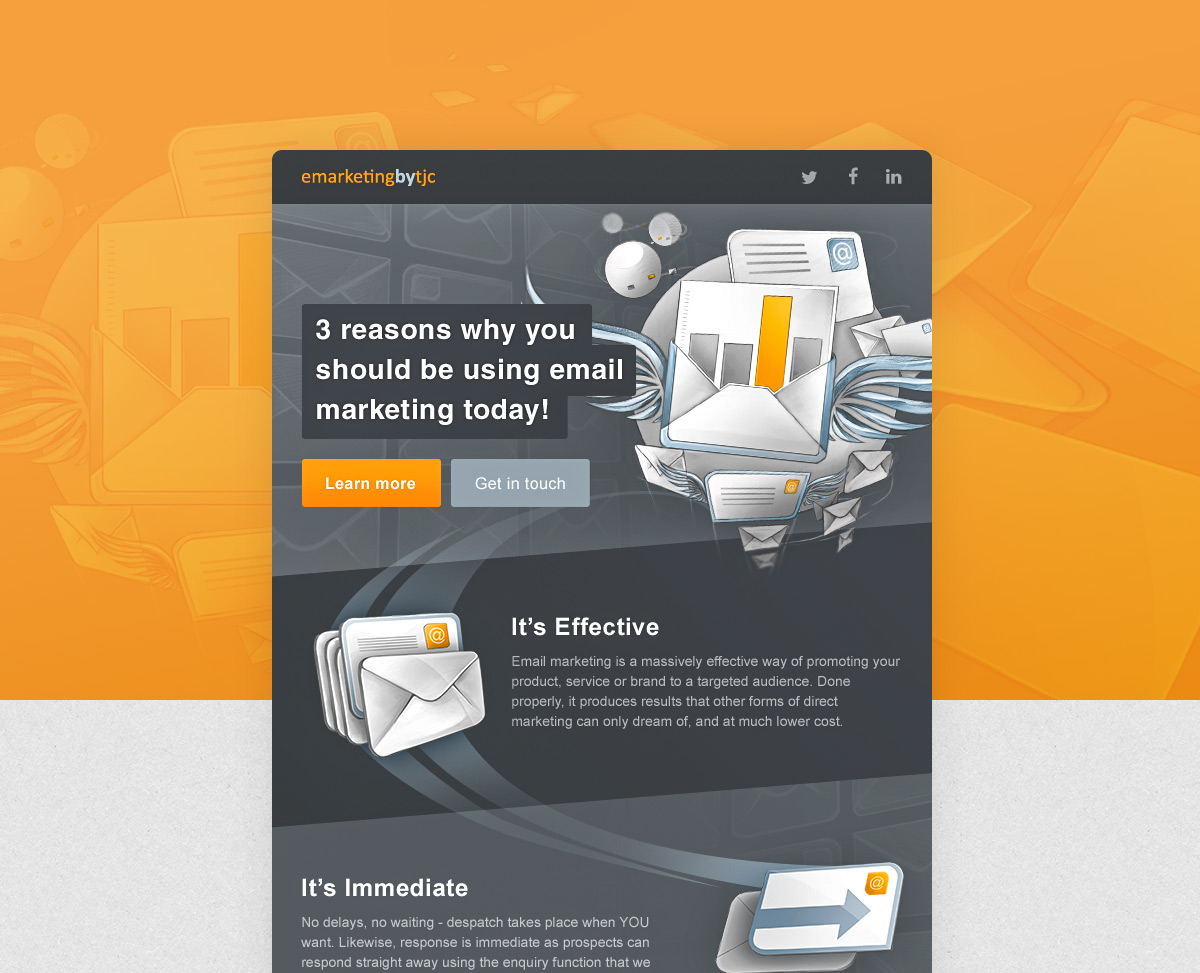 emarketingbytjc
3 reasons why you
should be using email
marketing today!
Learn more
Get in touch
@
@
It’s Effective
Email marketing is a massively effective way of promoting your
product, service or brand to a targeted audience. Done
properly, it produces results that other forms of direct
marketing can only dream of, and at much lower cost.
@
It’s Immediate
No delays, no waiting - despatch takes place when YOU
want. Likewise, response is immediate as prospects can
respond straight away using the enquiry function that we
@